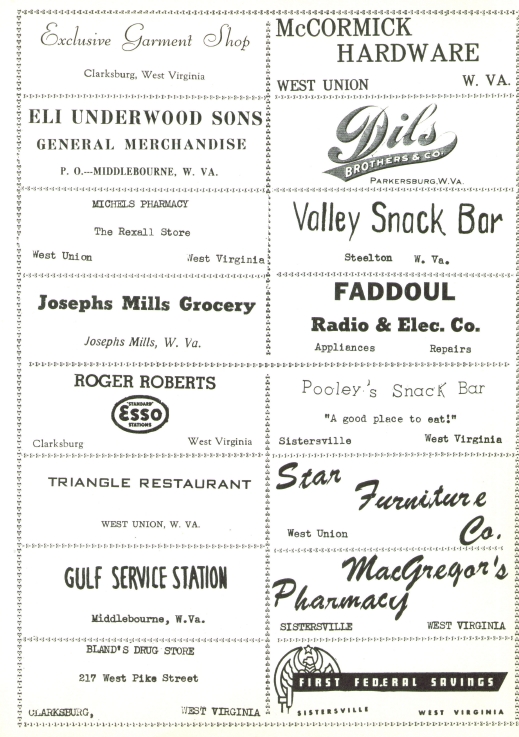 Exclusive Garment Shop
Clarksburg, West Virginia
ELI UNDERWOOD SONS
GENERAL MERCHANDISE
P. O.---MIDDLEBOURNE, W. VA.
MICHELS PHARMACY
The Rexall Store
West Union West Virginia
Josephs Mills Grocery
Josephs Mills, W. Va.
ROGER ROBERTS
"STANDARD"
Esso
STATIONS
Clarksburg West Virginia
TRIANGLE RESTAURANT
WEST UNION, W. VA.
GULF SERVICE STATION
Middlebourne, W.Va.
BLAND'S DRUG STORE
217 West Pike Street
CLARKSBURG, WEST VIRGINIA
McCORMICK
HARDWARE
WEST UNION W. VA.
Dils
BROTHERS & CO.
PARKERSBURG,W.VA.
Valley Snack Bar
Steelton W. Va.
FADDOUL
Radio & Elec. Co.
Appliances Repairs
Pooley's Snack Bar
"A good place to eat!"
Sistersville West Virginia
Star
Furniture
Co.
West Union
MacGregor's
Pharmacy
SISTERSVILLE WEST VIRGINIA
FIRST FEDERAL SAVINGS
SISTERSVILLE WEST VIRGINIA